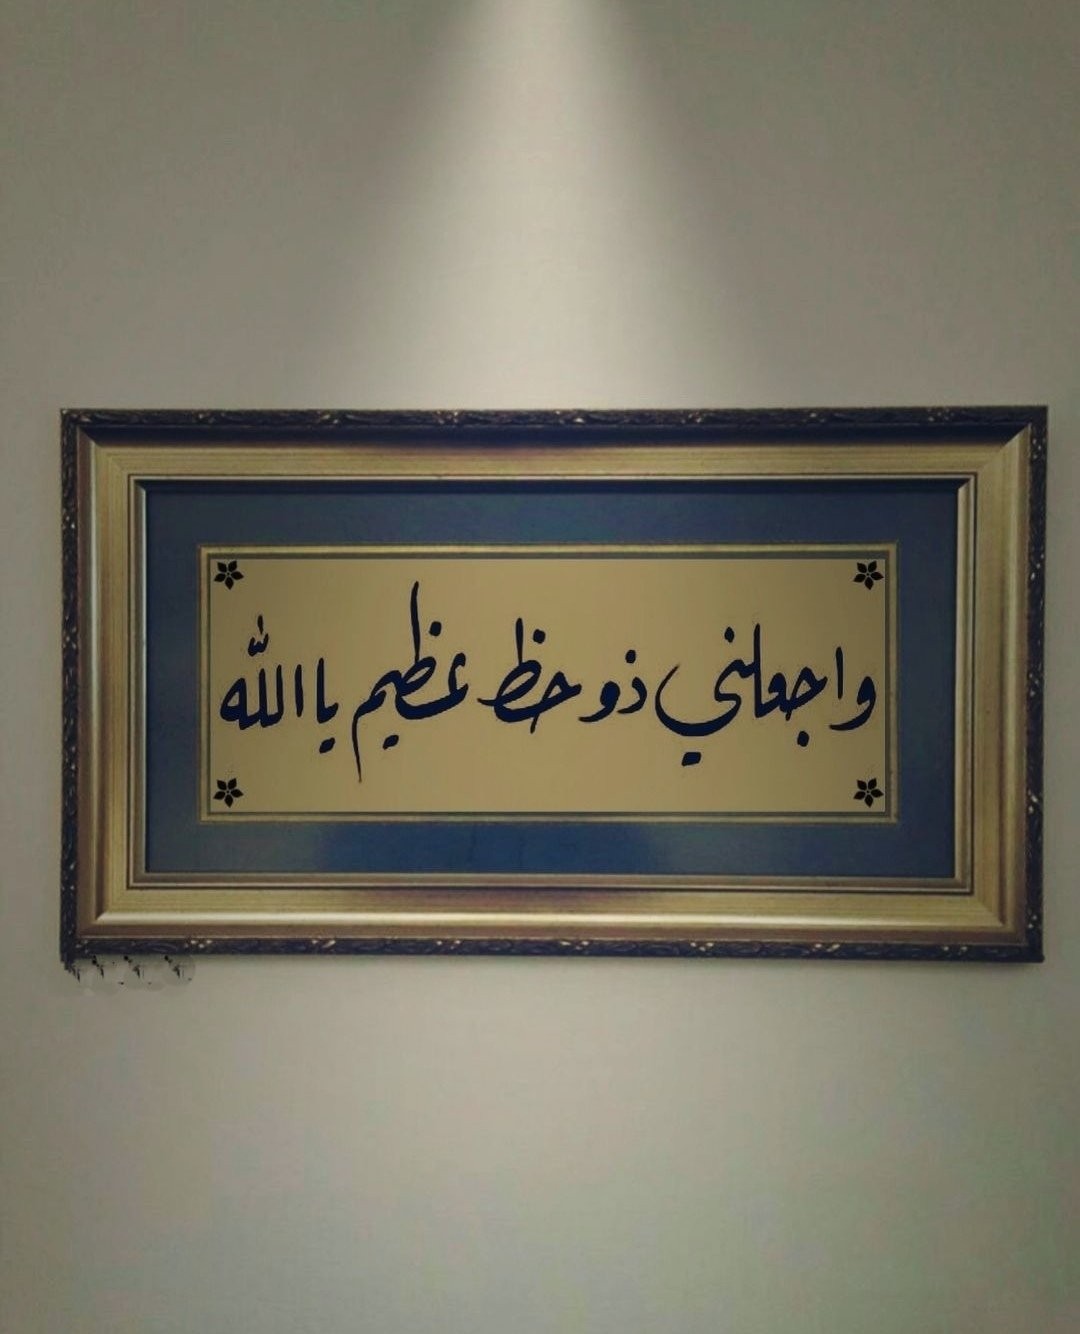 واجعلني ذو حظ عظيم يا الله